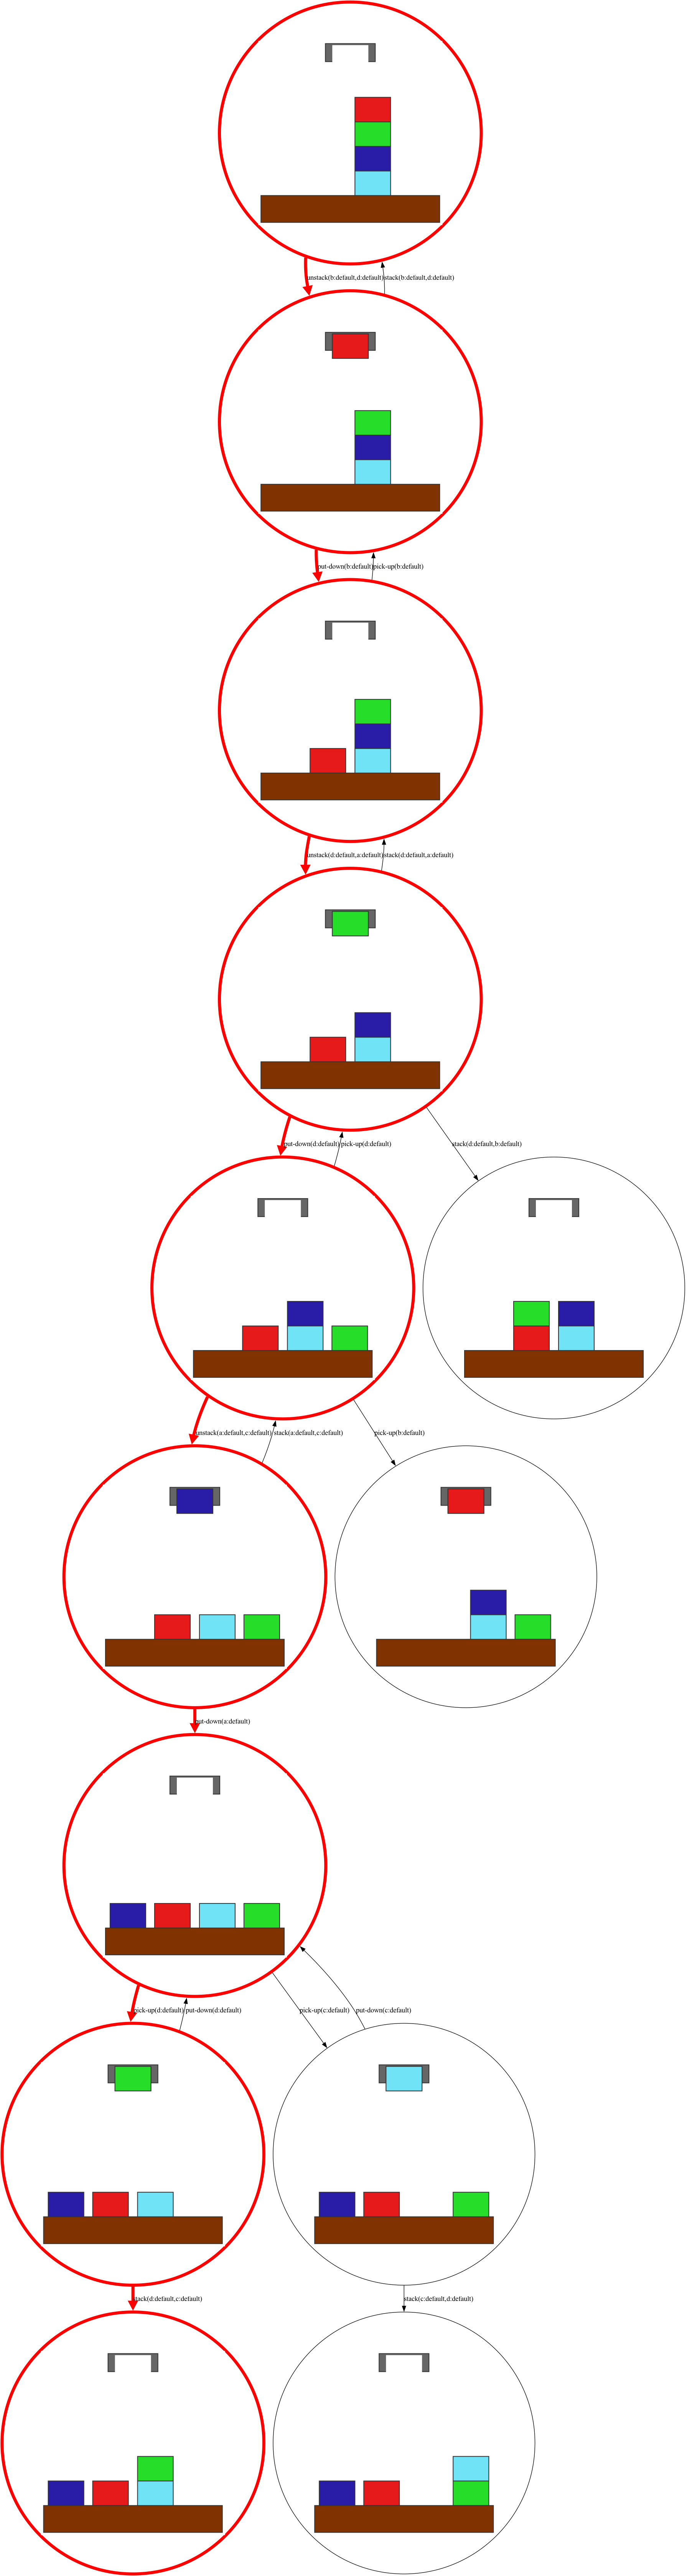 unstack(b:default,d:default)
stack(b:default,d:default)
put-down(b:default)
pick-up(b:default)
unstack(d:default,a:default)
stack(d:default,a:default)
put-down(d:default)
pick-up(d:default)
stack(d:default,b:default)
unstack(a:default,c:default)
stack(a:default,c:default)
pick-up(b:default)
put-down(a:default)
pick-up(d:default)
put-down(d:default)
pick-up(c:default)
put-down(c:default)
stack(d:default,c:default)
stack(c:default,d:default)